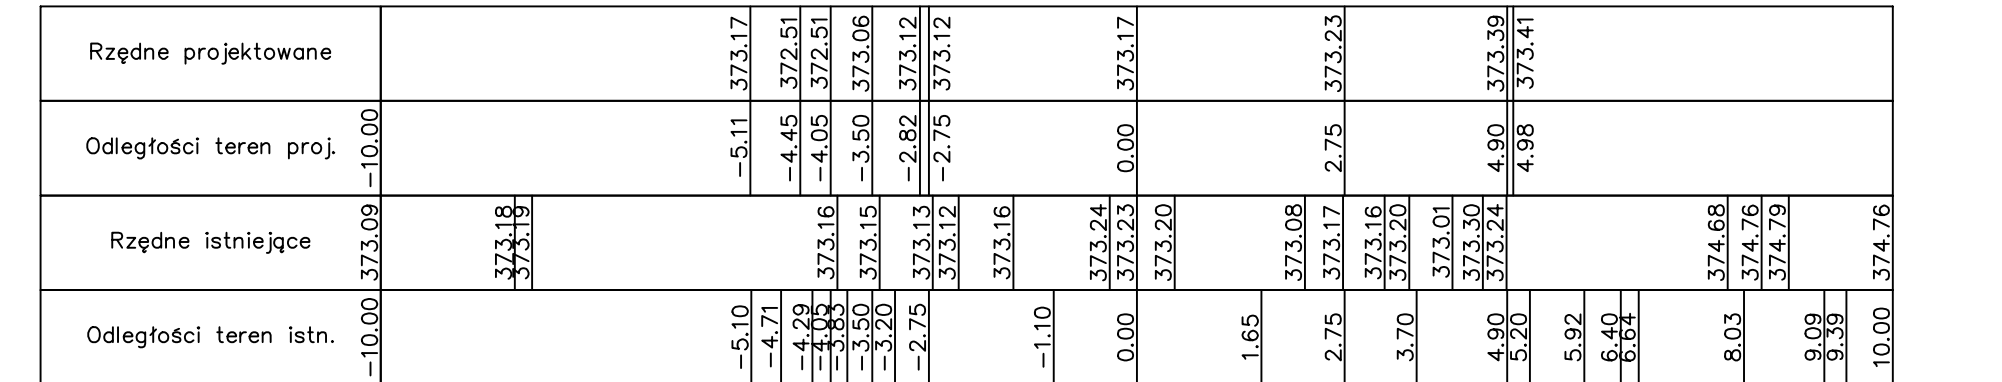 Rzędne projektowane 373.17 372.51 372.51 373.06 373.12 373.12 373.17 373.23 373.39 373.41
Odległości teren proj. -10.00 -5.11 -4.45 -4.05 -3.50 -2.82 -2.75 0.00 2.75 4.90 4.98
Rzędne istniejące 373.09 373.18 373.19 373.16 373.15 373.13 373.12 373.16 373.24 373.23 373.20 373.08 373.17 373.16 373.20 373.01 373.30 373.24 374.68 374.76 374.79 374.76
Odległości teren istn. -10.00 -5.10 -4.71 -4.29 -4.05 -3.83 -3.50 -3.20 -2.75 -1.10 0.00 1.65 2.75 3.70 4.90 5.20 5.92 6.40 6.64 8.03 9.09 9.39 10.00